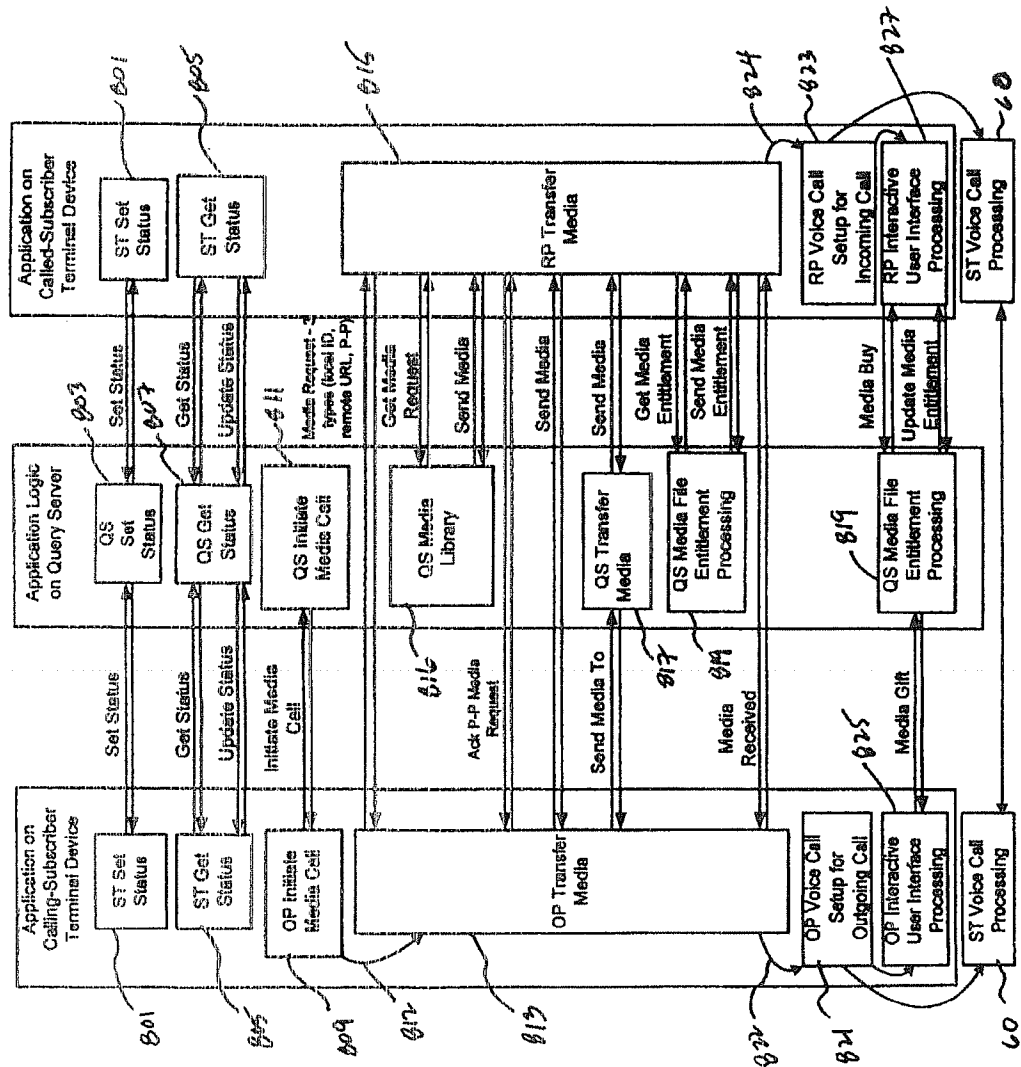 Application on
Calling-Subscriber
Terminal Device
Application Logic
on Query Server
Application on
Called-Subscriber
Terminal Device
801
ST Set
Status
Set Status
QS
Set
Status
803
Set Status
ST Set
Status
801
805
ST Get
Status
Get Status
Update Status
QS Get
Status
807
Get Status
Update Status
ST Get
Status
805
809
OP Initiate
Media Call
Initiate Media
Call
QS Initiate
Media Call
811
812
Media Request - 3
types (local ID,
remote URL, P-P)
813
OP Transfer
Media
RP Transfer
Media
815
QS Media
Library
816
Get Media
Request
Send Media
Ack P-P Media
Request
Send Media
Send Media To
QS Transfer
Media
817
Send Media
QS Media File
Entitlement
Processing
819
Get Media
Entitlement
Send Media
Entitlement
Media
Received
822
824
821
OP Voice Call
Setup for
Outgoing Call
RP Voice Call
Setup for
Incoming Call
823
OP Interactive
User Interface
Processing
825
Media Gift
QS Media File
Entitlement
Processing
819
Media Buy
Update Media
Entitlement
RP Interactive
User Interface
Processing
827
60
ST Voice Call
Processing
ST Voice Call
Processing
60